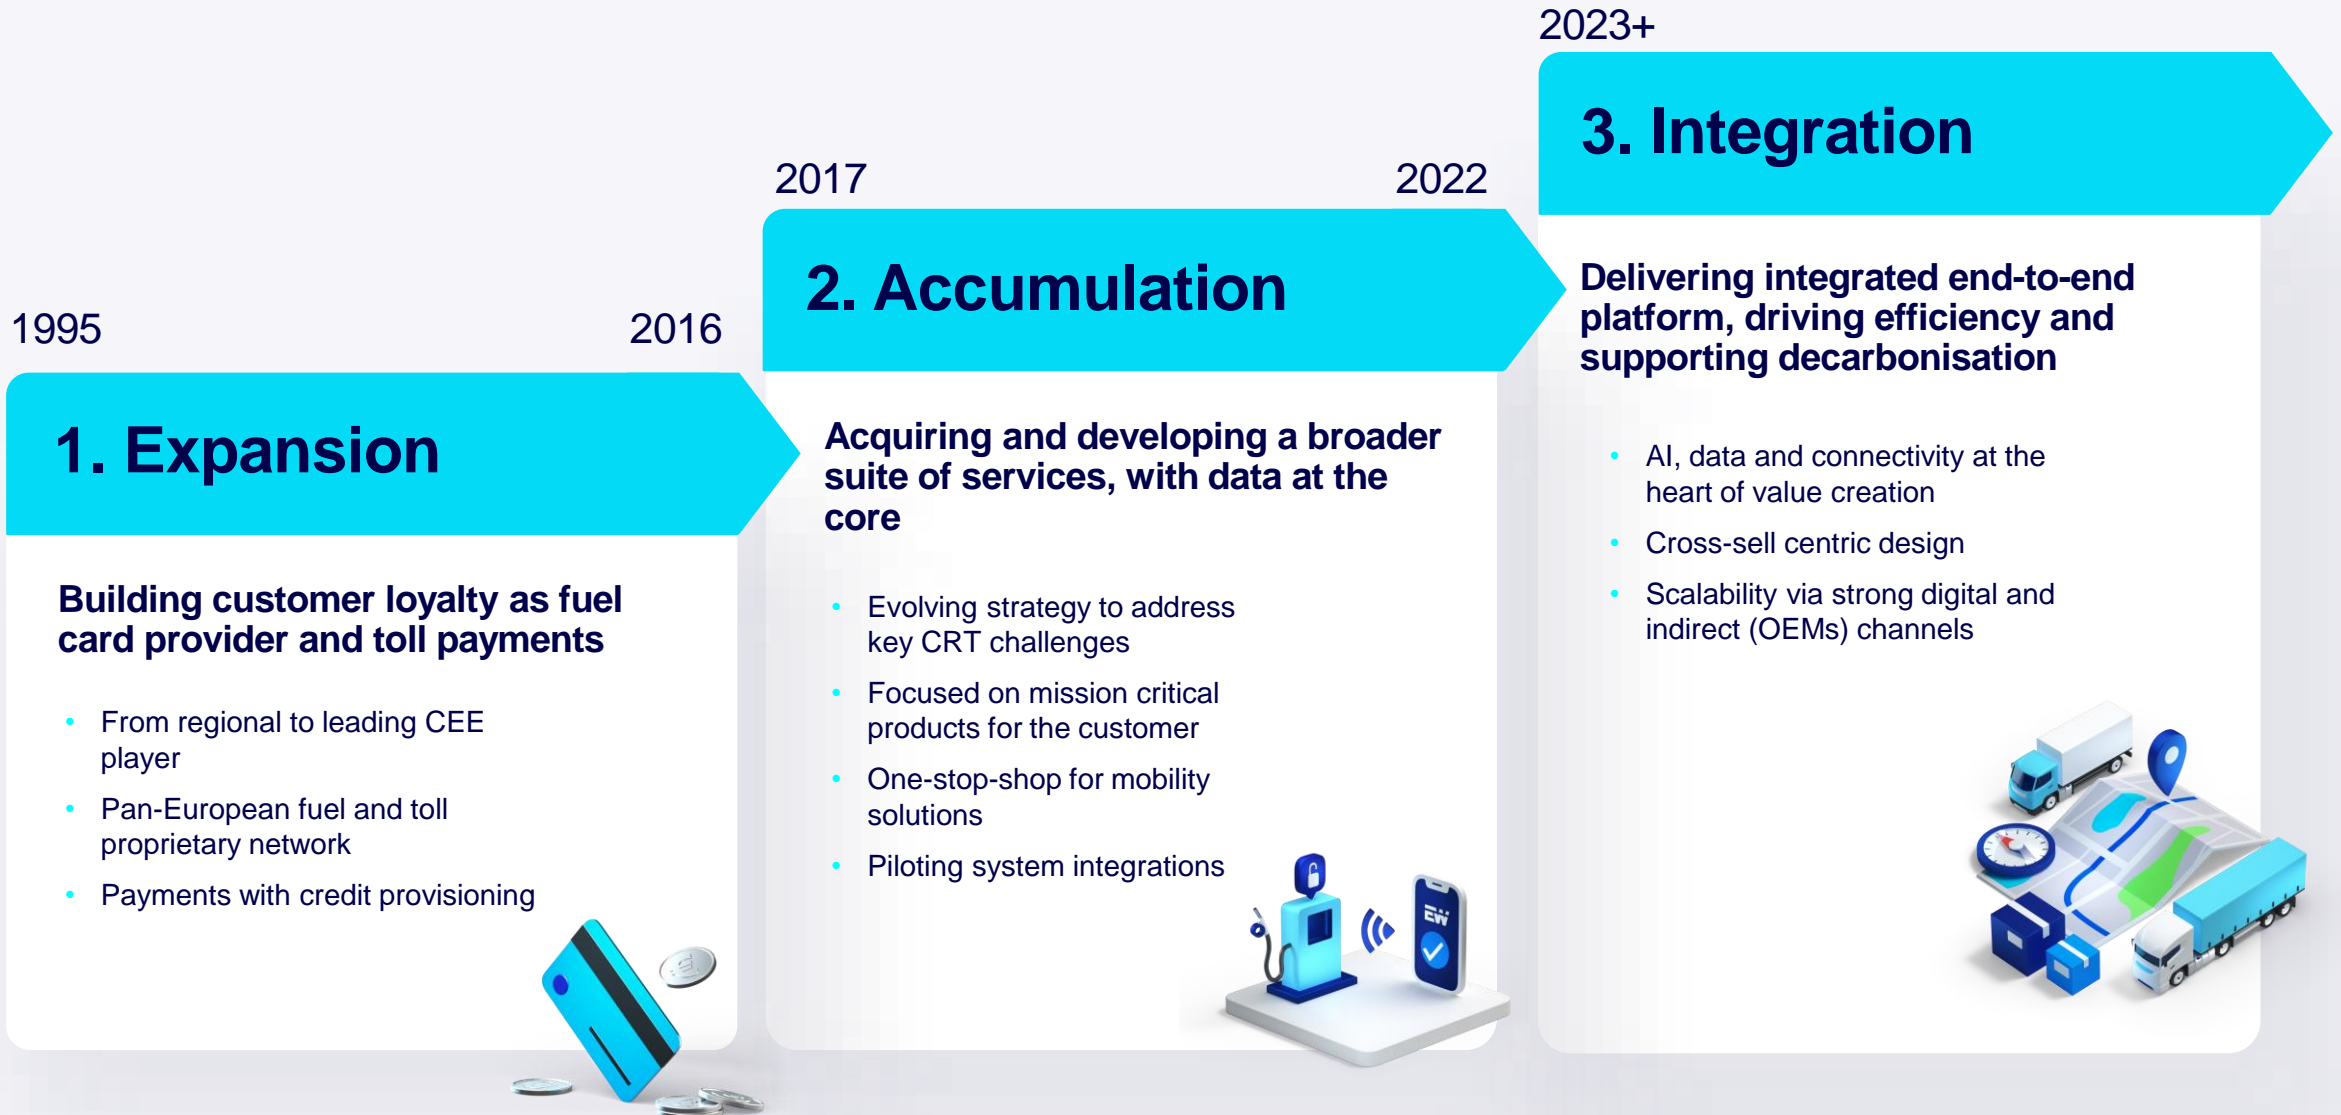 1995
2016
1. Expansion
Building customer loyalty as fuel
card provider and toll payments
• From regional to leading CEE
player
• Pan-European fuel and toll
proprietary network
• Payments with credit provisioning
2017
2022
2. Accumulation
Acquiring and developing a broader
suite of services, with data at the
core
• Evolving strategy to address
key CRT challenges
• Focused on mission critical
products for the customer
• One-stop-shop for mobility
solutions
• Piloting system integrations
EW
2023+
3. Integration
Delivering integrated end-to-end
platform, driving efficiency and
supporting decarbonisation
• AI, data and connectivity at the
heart of value creation
• Cross-sell centric design
• Scalability via strong digital and
indirect (OEMs) channels